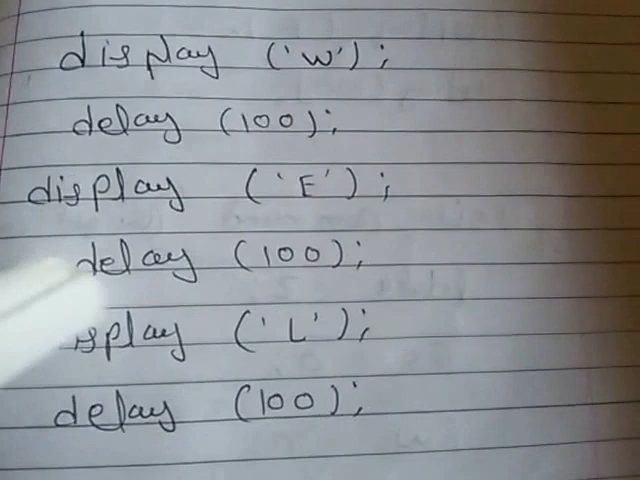 display ('W');
delay (100);
display ('E');
delay (100);
isplay ('L');
delay (100);